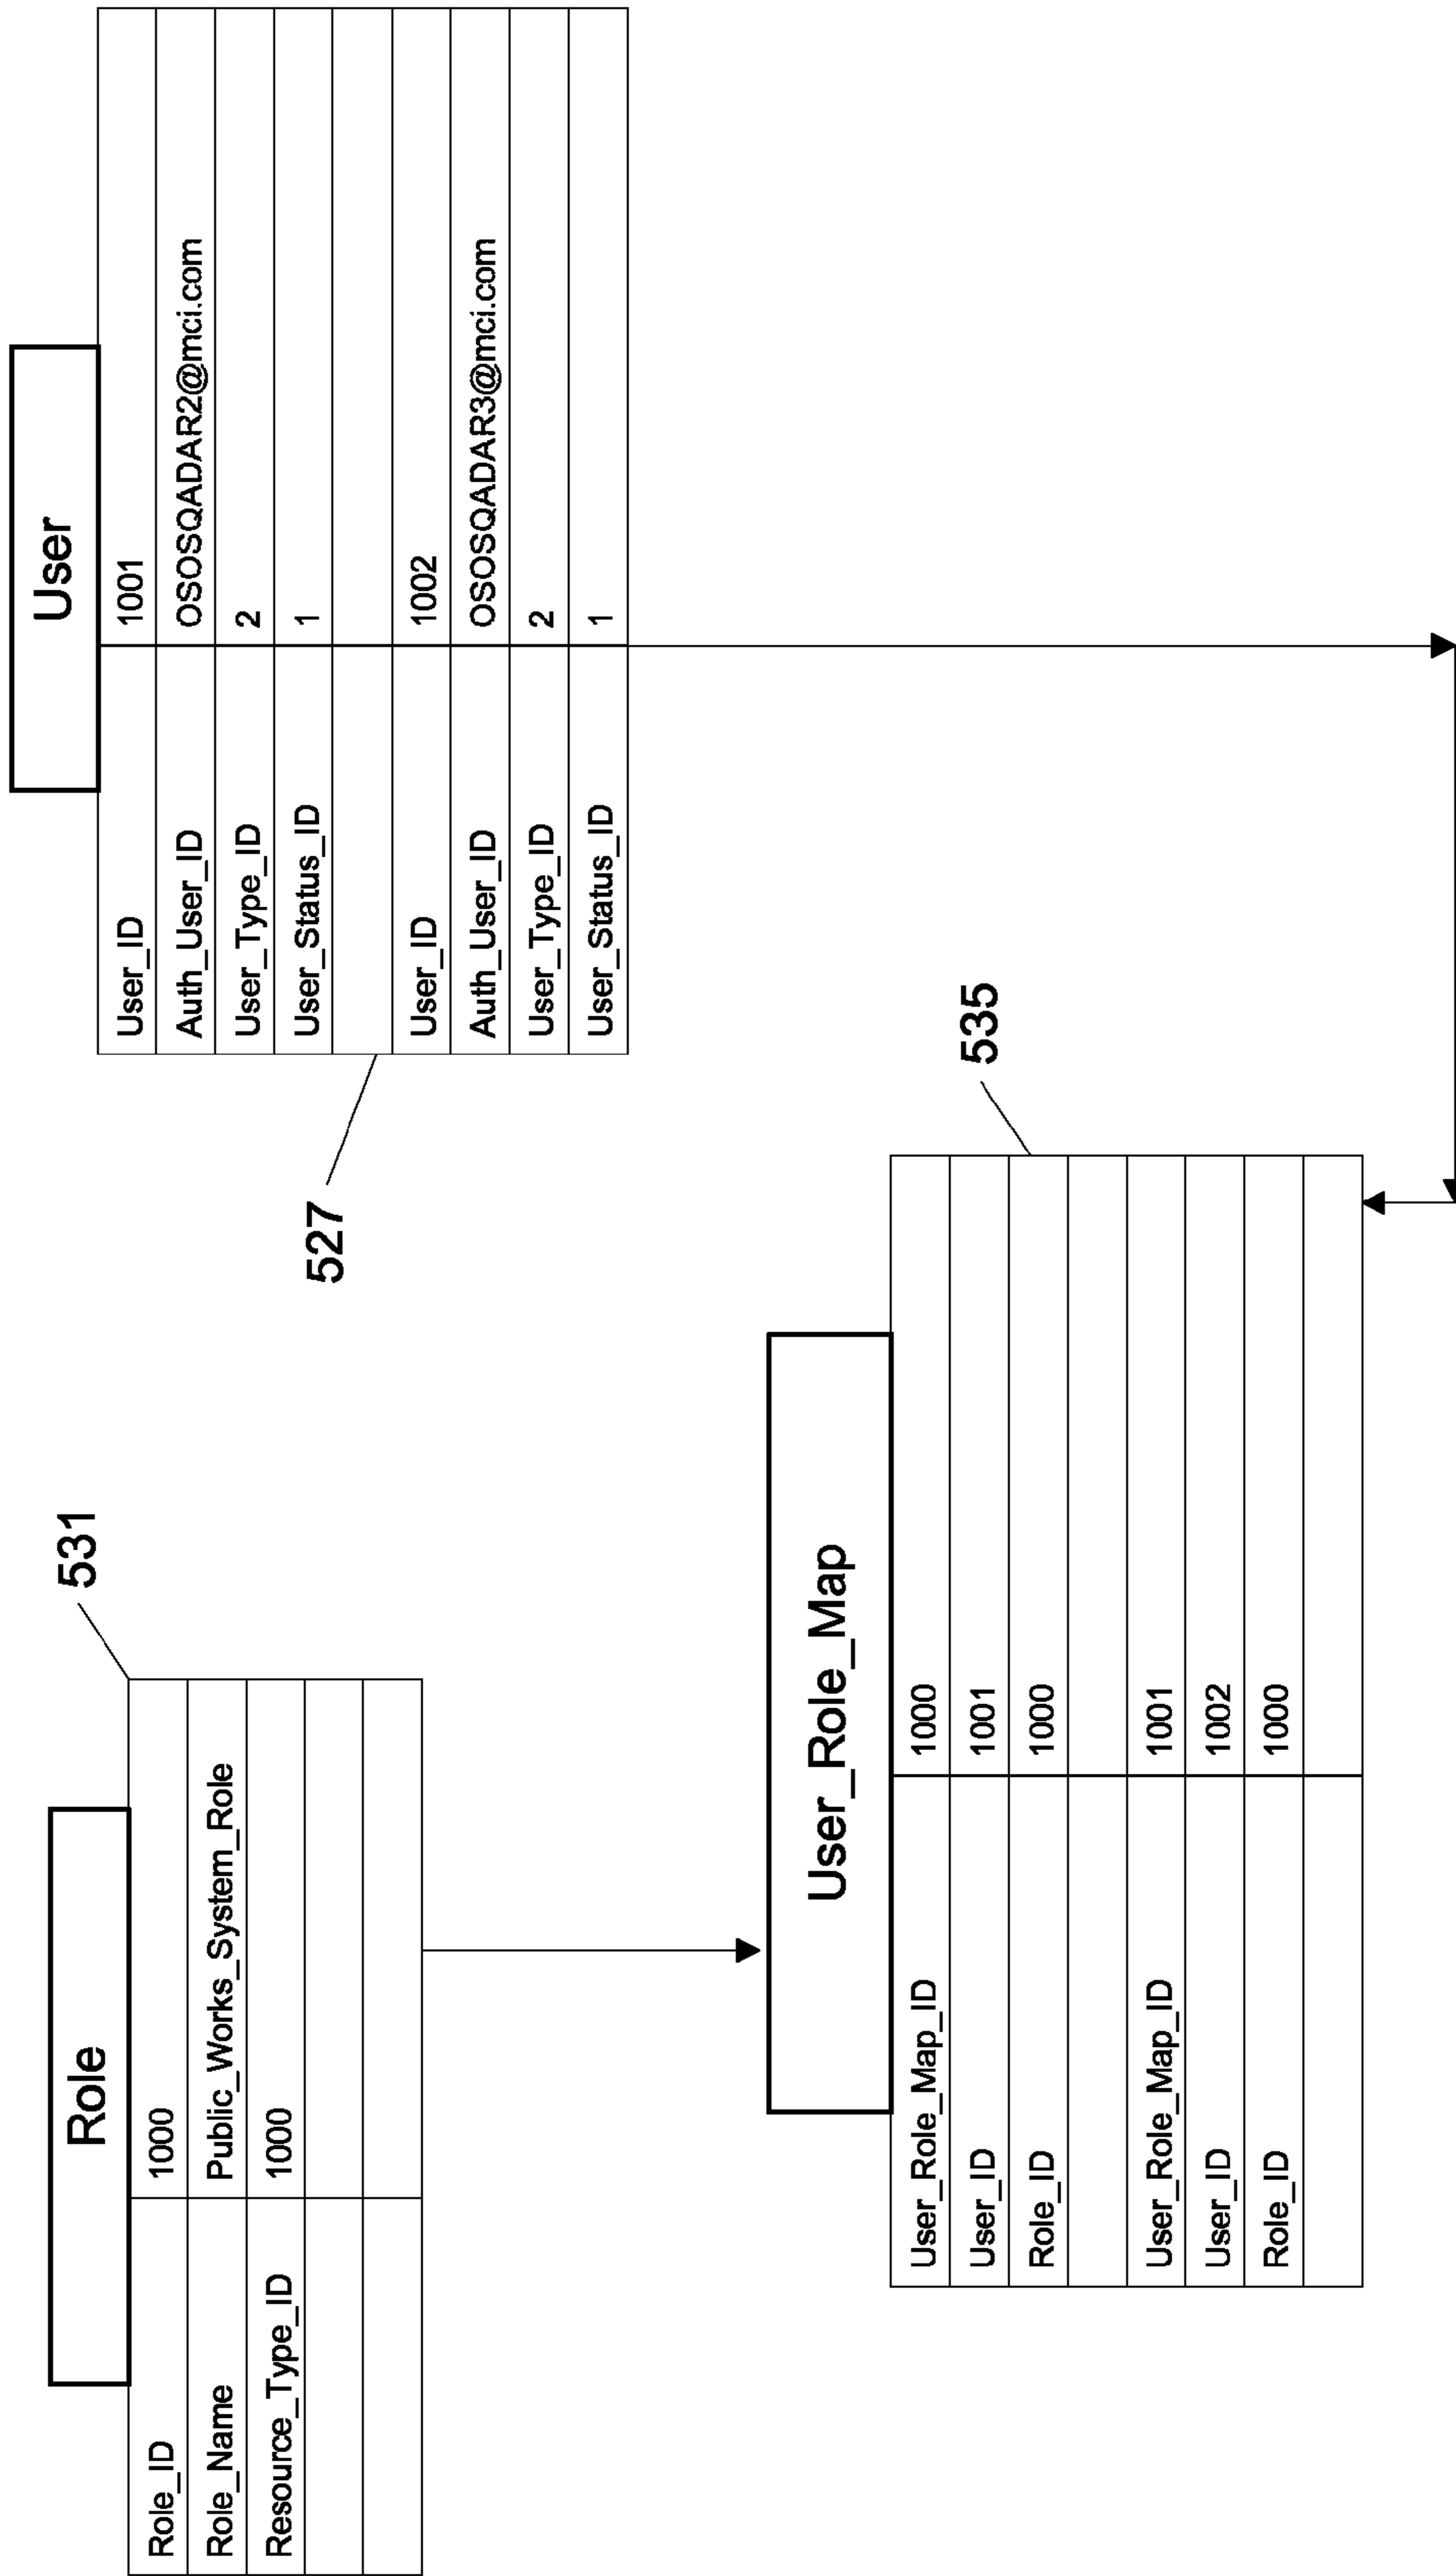 Role
531
Role_ID 1000
Role_Name Public_Works_System_Role
Resource_Type_ID 1000
User
User_ID 1001
Auth_User_ID OSOSQADAR2@mci.com
User_Type_ID 2
User_Status_ID 1
User_ID 1002
Auth_User_ID OSOSQADAR3@mci.com
User_Type_ID 2
User_Status_ID 1
527
User_Role_Map
535
User_Role_Map_ID 1000
User_ID 1001
Role_ID 1000
User_Role_Map_ID 1001
User_ID 1002
Role_ID 1000